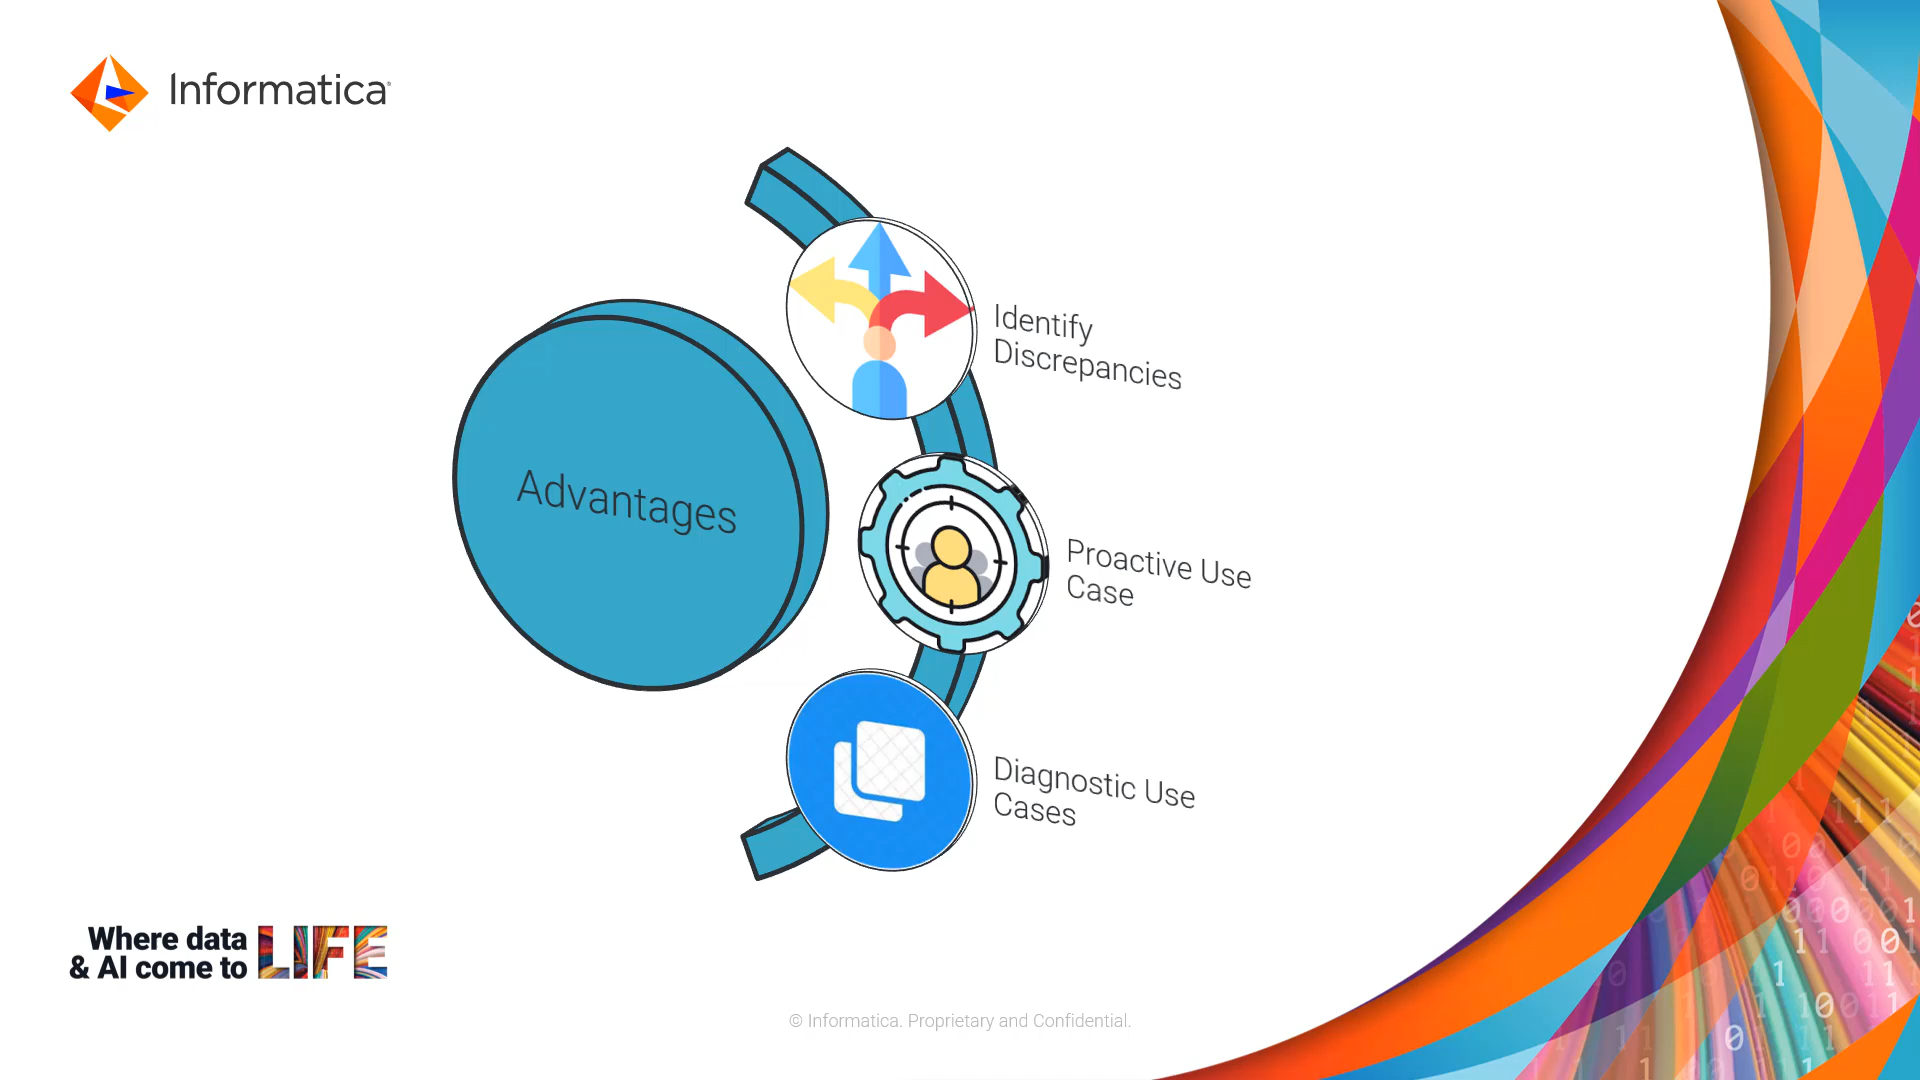 Informatica
Identify
Discrepancies
Advantages
Proactive Use
Case
Diagnostic Use
Cases
Where data
& AI come to LIFE
© Informatica. Proprietary and Confidential.